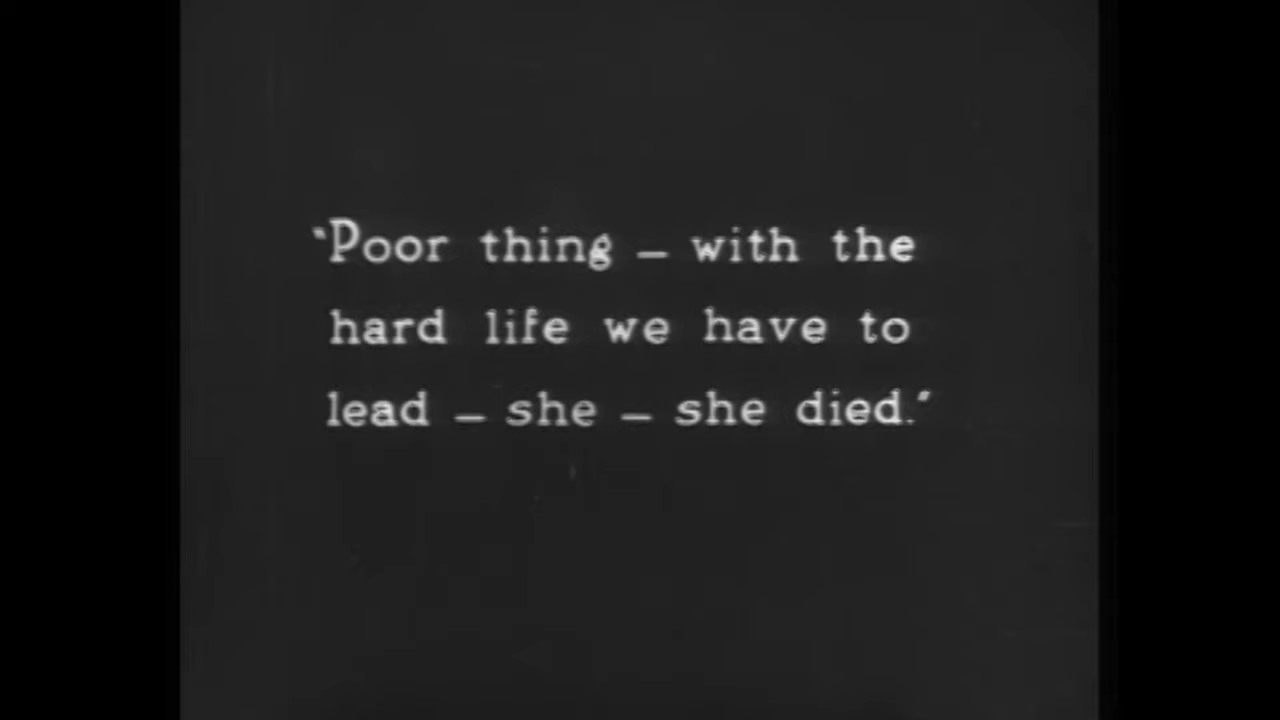 "Poor thing – with the
hard life we have to
lead – she – she died."